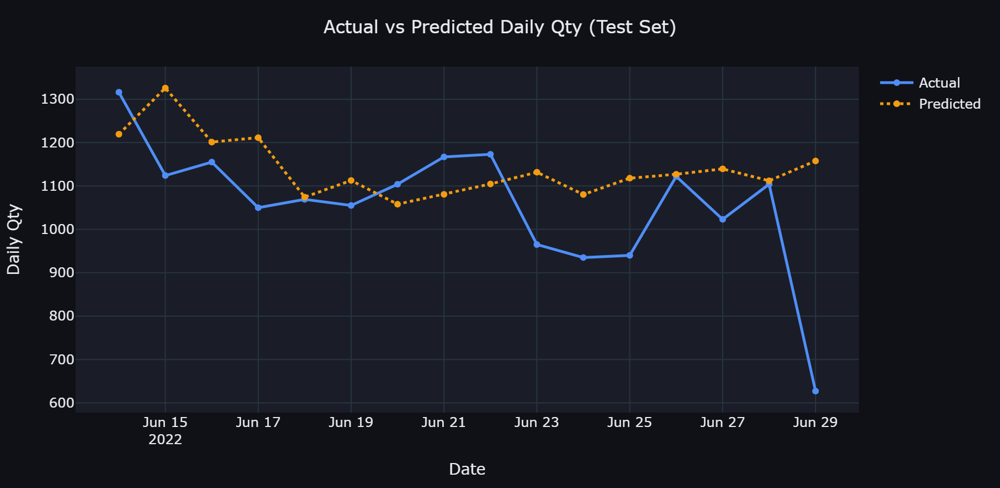 Actual vs Predicted Daily Qty (Test Set)
Actual
Predicted
Daily Qty
1300
1200
1100
1000
900
800
700
600
Jun 15
2022
Jun 17
Jun 19
Jun 21
Jun 23
Jun 25
Jun 27
Jun 29
Date